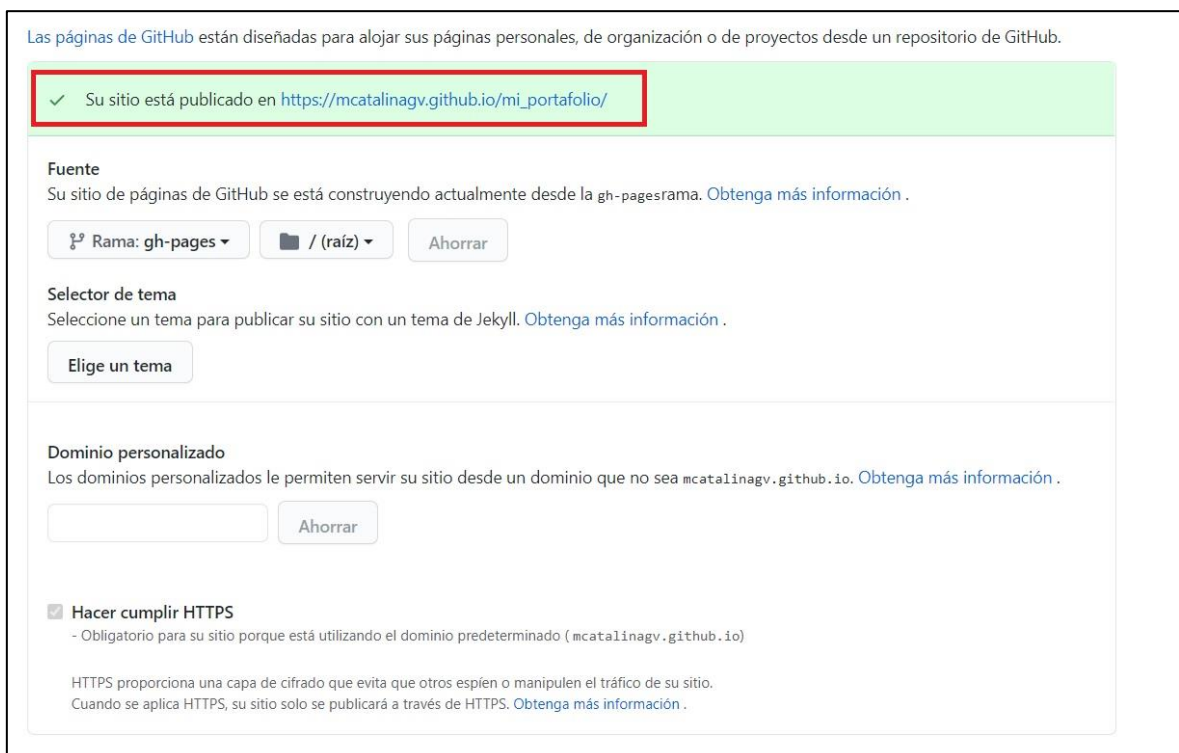 Las páginas de GitHub están diseñadas para alojar sus páginas personales, de organización o de proyectos desde un repositorio de GitHub.
Su sitio está publicado en https://mcatalinagv.github.io/mi_portafolio/
Fuente
Su sitio de páginas de GitHub se está construyendo actualmente desde la gh-pagesrama. Obtenga más información .
Rama: gh-pages
/ (raíz)
Ahorrar
Selector de tema
Seleccione un tema para publicar su sitio con un tema de Jekyll. Obtenga más información .
Elige un tema
Dominio personalizado
Los dominios personalizados le permiten servir su sitio desde un dominio que no sea mcatalinagv.github.io. Obtenga más información .
Ahorrar
Hacer cumplir HTTPS
- Obligatorio para su sitio porque está utilizando el dominio predeterminado ( mcatalinagv.github.io)
HTTPS proporciona una capa de cifrado que evita que otros espíen o manipulen el tráfico de su sitio.
Cuando se aplica HTTPS, su sitio solo se publicará a través de HTTPS. Obtenga más información .